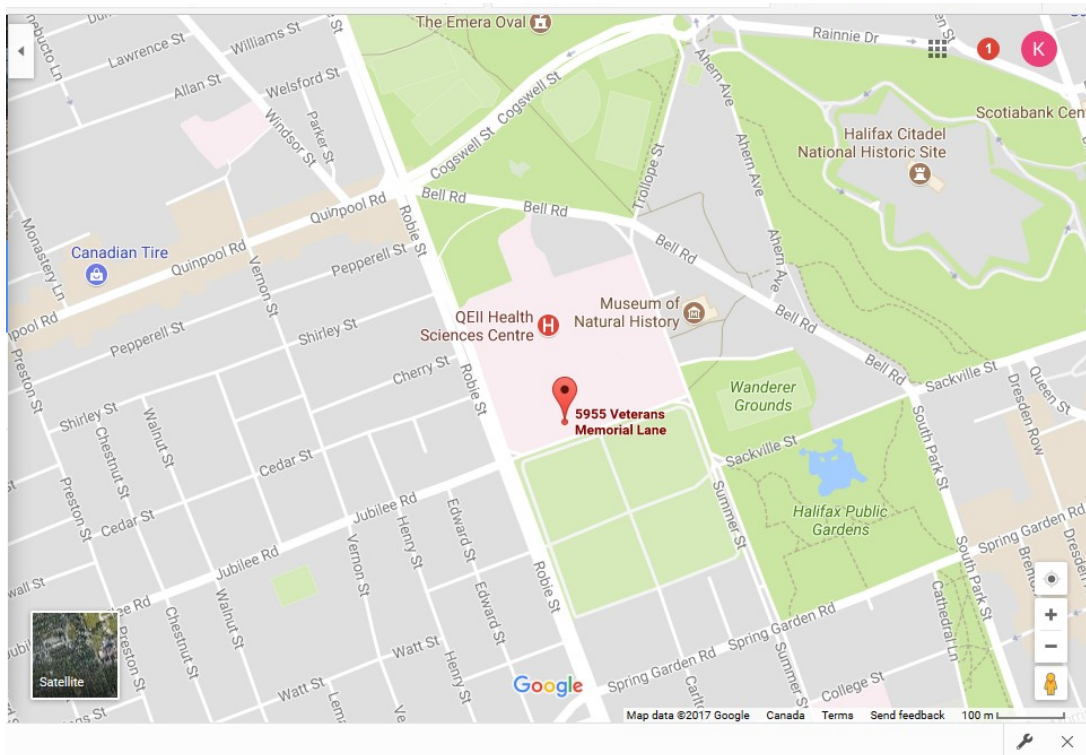 The Emera Oval
Williams St
Lawrence St
Rainnie Dr
1
K
Allan St
Welsford St
Cogswell St
Ahern Ave
Scotiabank Cen
Parker St
Windsor St
Cogswell St
Halifax Citadel
National Historic Site
Trollope St
Ahern Ave
Bell Rd
Bell Rd
Quinpool Rd
Robie St
Bell Rd
Monastery Ln
Canadian Tire
Quinpool Rd
Vernon St
Pepperell St
Ahern Ave
QEII Health
Sciences Centre
Museum of
Natural History
Bell Rd
Pepperell St
Shirley St
Preston St
Cherry St
Robie St
Bell Rd
Sackville St
Queen St
Dresden Row
Wanderer
Grounds
5955 Veterans
Memorial Lane
Shirley St
Walnut St
Chestnut St
Cedar St
Sackville St
South Park St
Preston St
Cedar St
Jubilee Rd
Henry St
Edward St
Summer St
Halifax Public
Gardens
Spring Garden Rd
Jubilee Rd
Vernon St
Robie St
South Park St
Dresden
Preston St
Chestnut St
Walnut St
Watt St
Henry St
Edward St
Spring Garden Rd
Cathedral Ln
Satellite
Watt St
Google
Spring Garden Rd
Summer St
College St
Map data ©2017 Google Canada Terms Send feedback 100 m